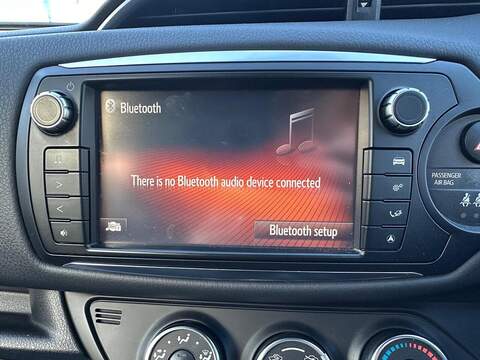 Bluetooth
There is no Bluetooth audio device connected
Bluetooth setup
PASSENGER
AIR BAG